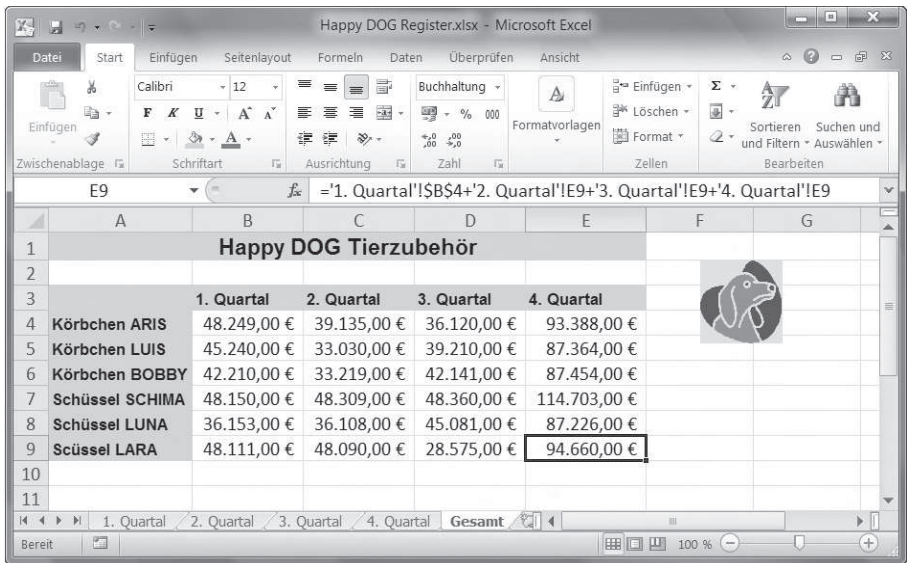 Happy DOG Register.xlsx - Microsoft Excel
Datei Start Einfügen Seitenlayout Formeln Daten Überprüfen Ansicht
Calibri 12 Buchhaltung Einfügen Σ
F K U A A % 000 Löschen
Einfügen Formatvorlagen Format Sortieren und Filtern Suchen und Auswählen
A
Zwischenablage Schriftart Ausrichtung Zahl Zellen Bearbeiten
E9 fx ='1. Quartal'!$B$4+'2. Quartal'!E9+'3. Quartal'!E9+'4. Quartal'!E9
A B C D E F G
1 Happy DOG Tierzubehör
2
3 1. Quartal 2. Quartal 3. Quartal 4. Quartal
4 Körbchen ARIS 48.249,00 € 39.135,00 € 36.120,00 € 93.388,00 €
5 Körbchen LUIS 45.240,00 € 33.030,00 € 39.210,00 € 87.364,00 €
6 Körbchen BOBBY 42.210,00 € 33.219,00 € 42.141,00 € 87.454,00 €
7 Schüssel SCHIMA 48.150,00 € 48.309,00 € 48.360,00 € 114.703,00 €
8 Schüssel LUNA 36.153,00 € 36.108,00 € 45.081,00 € 87.226,00 €
9 Scüssel LARA 48.111,00 € 48.090,00 € 28.575,00 € 94.660,00 €
10
11
1. Quartal 2. Quartal 3. Quartal 4. Quartal Gesamt
Bereit 100 %